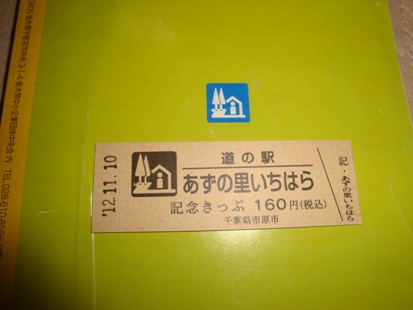 '12.11.10
道の駅
あずの里いちはら
記念きっぷ 160円(税込)
千葉県市原市
記・あずの里いちはら